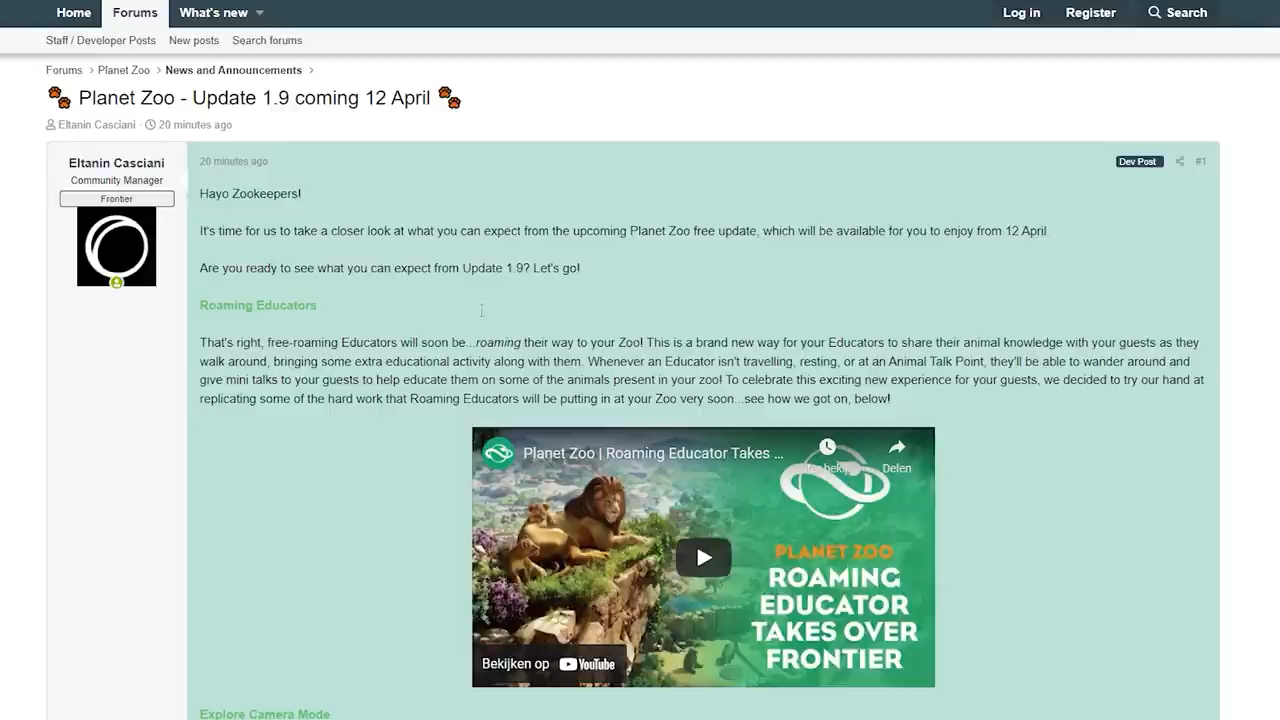 Home Forums What's new Log in Register Search
Staff / Developer Posts New posts Search forums
Forums Planet Zoo News and Announcements
Planet Zoo - Update 1.9 coming 12 April
Eltanin Casciani 20 minutes ago
Eltanin Casciani
Community Manager
Frontier
20 minutes ago Dev Post #1
Hayo Zookeepers!
It's time for us to take a closer look at what you can expect from the upcoming Planet Zoo free update, which will be available for you to enjoy from 12 April.
Are you ready to see what you can expect from Update 1.9? Let's go!
Roaming Educators
That's right, free-roaming Educators will soon be...roaming their way to your Zoo! This is a brand new way for your Educators to share their animal knowledge with your guests as they
walk around, bringing some extra educational activity along with them. Whenever an Educator isn't travelling, resting, or at an Animal Talk Point, they'll be able to wander around and
give mini talks to your guests to help educate them on some of the animals present in your zoo! To celebrate this exciting new experience for your guests, we decided to try our hand at
replicating some of the hard work that Roaming Educators will be putting in at your Zoo very soon...see how we got on, below!
Planet Zoo | Roaming Educator Takes ...
Delen
PLANET ZOO
ROAMING
EDUCATOR
TAKES OVER
FRONTIER
Bekijken op YouTube
Explore Camera Mode